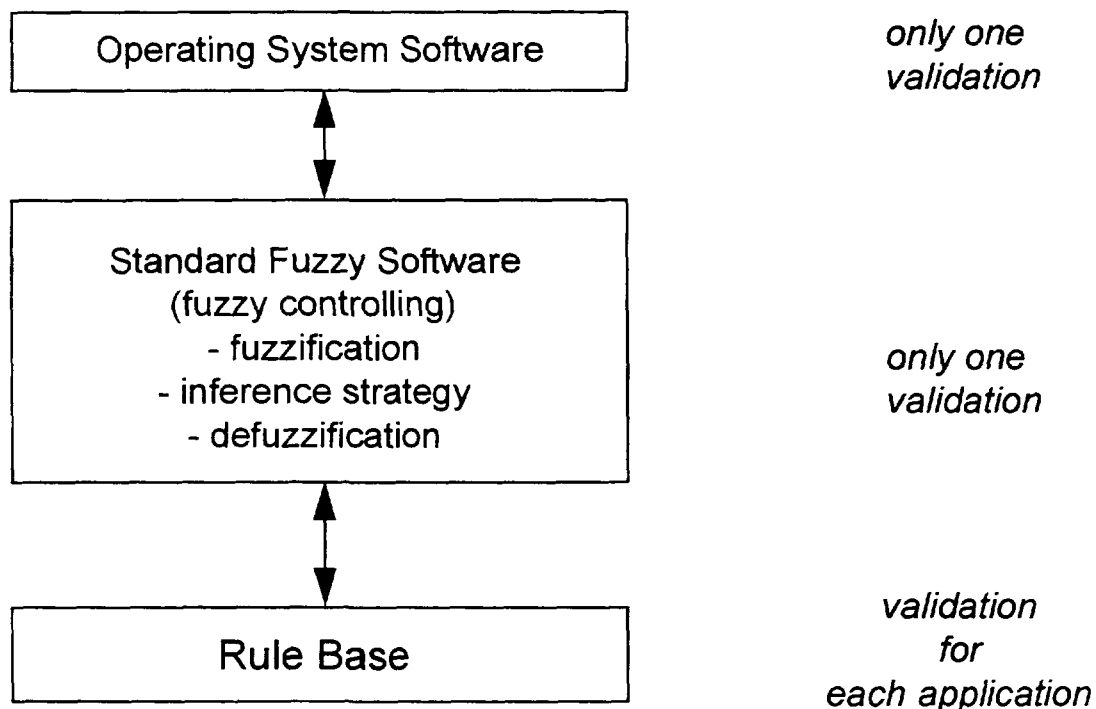 Operating System Software
only one
validation
Standard Fuzzy Software
(fuzzy controlling)
- fuzzification
- inference strategy
- defuzzification
only one
validation
Rule Base
validation
for
each application